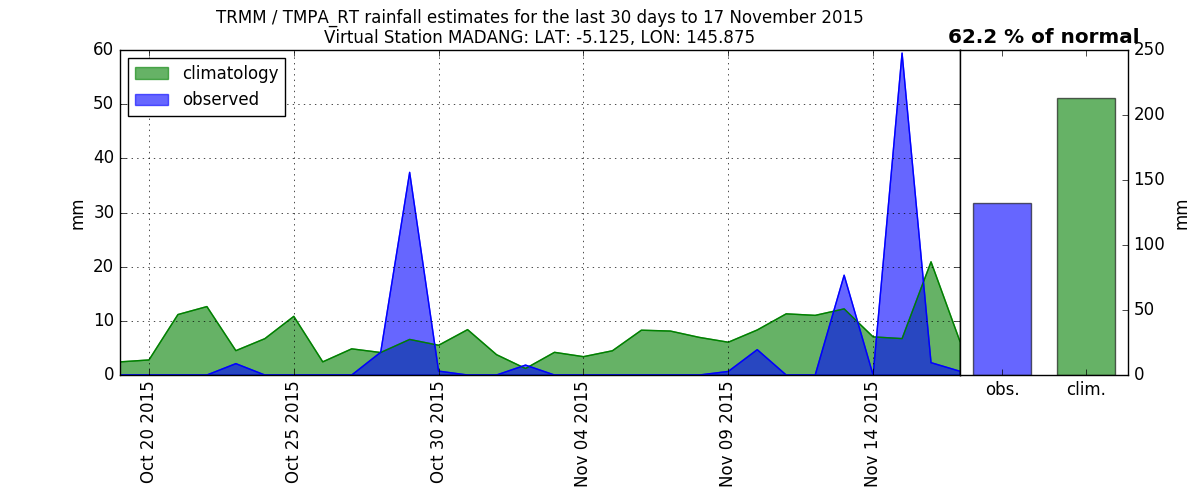 TRMM / TMPA_RT rainfall estimates for the last 30 days to 17 November 2015
Virtual Station MADANG: LAT: -5.125, LON: 145.875
62.2 % of normal
climatology
observed
60
50
40
30
20
10
0
mm
Oct 20 2015
Oct 25 2015
Oct 30 2015
Nov 04 2015
Nov 09 2015
Nov 14 2015
250
200
150
100
50
0
mm
obs.
clim.